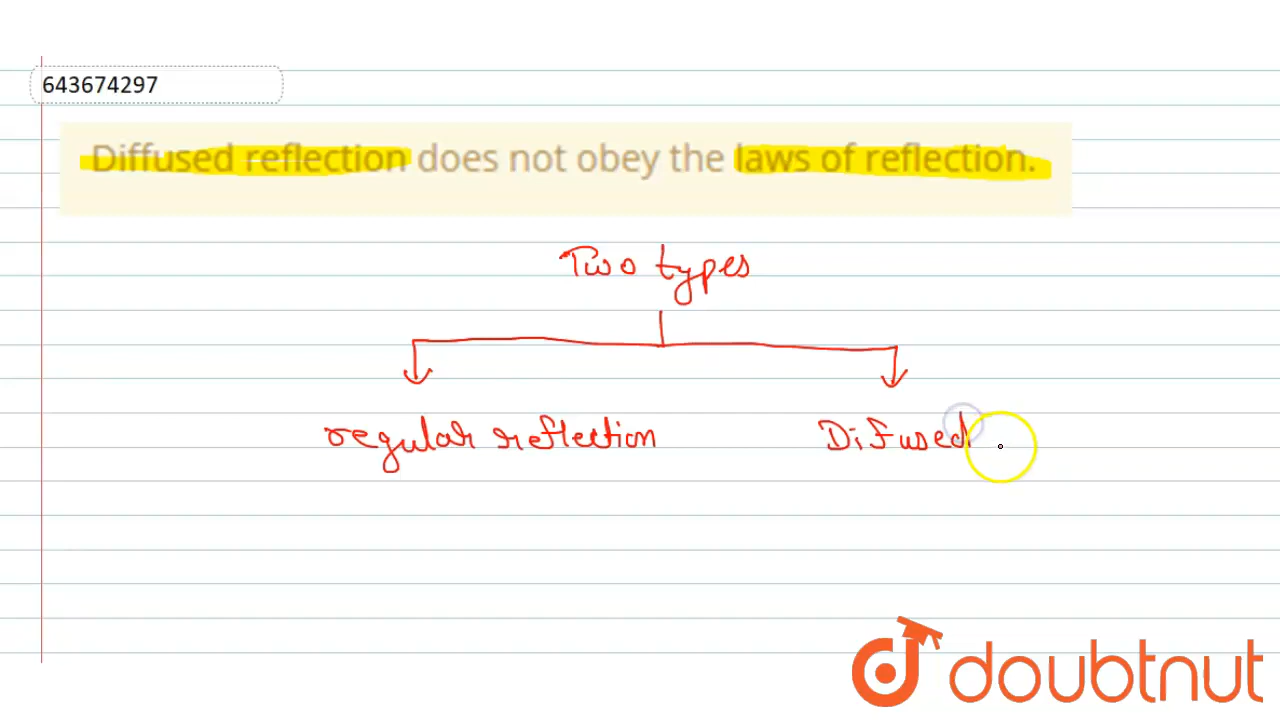 643674297
Diffused reflection does not obey the laws of reflection.
Two types
regular reflection Difused
doubtnut